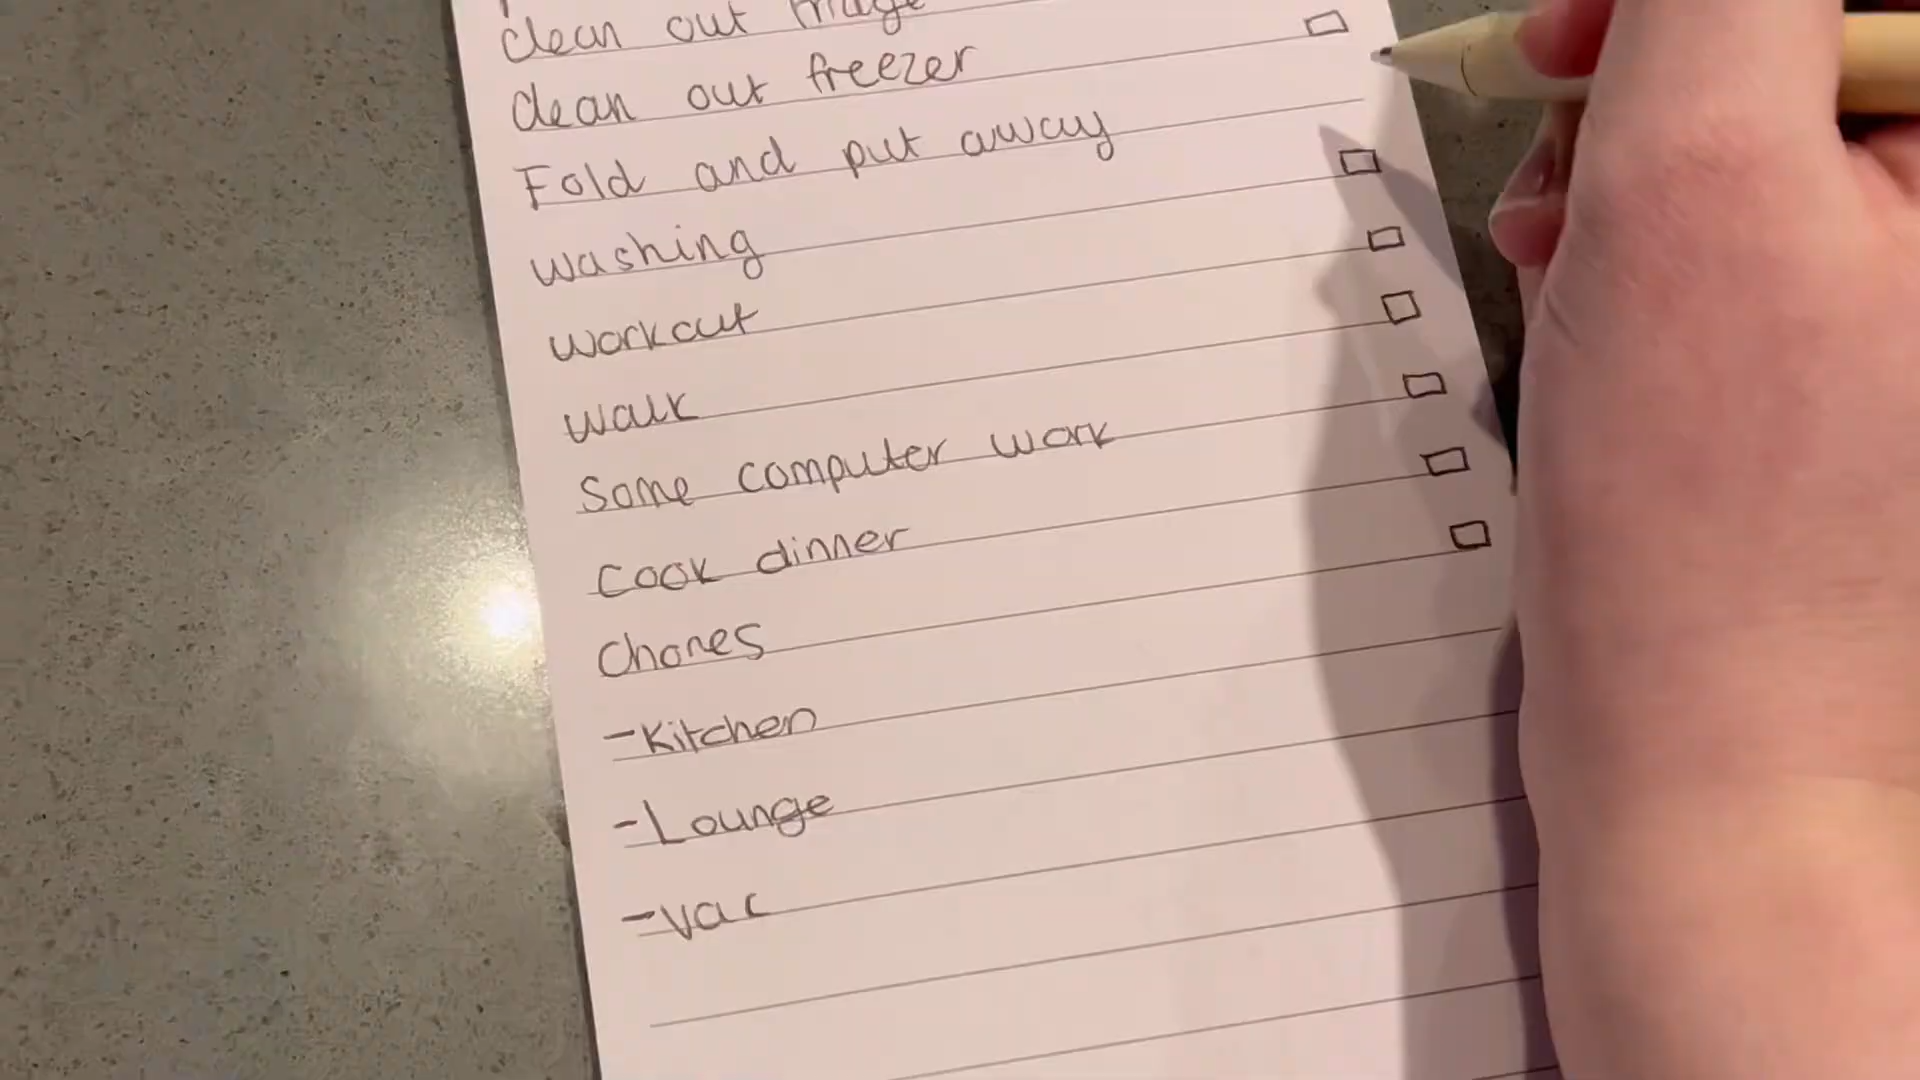 clean out fridge
clean out freezer
Fold and put away
washing
workout
walk
Some computer work
cook dinner
Chores
-Kitchen
-Lounge
-Vac